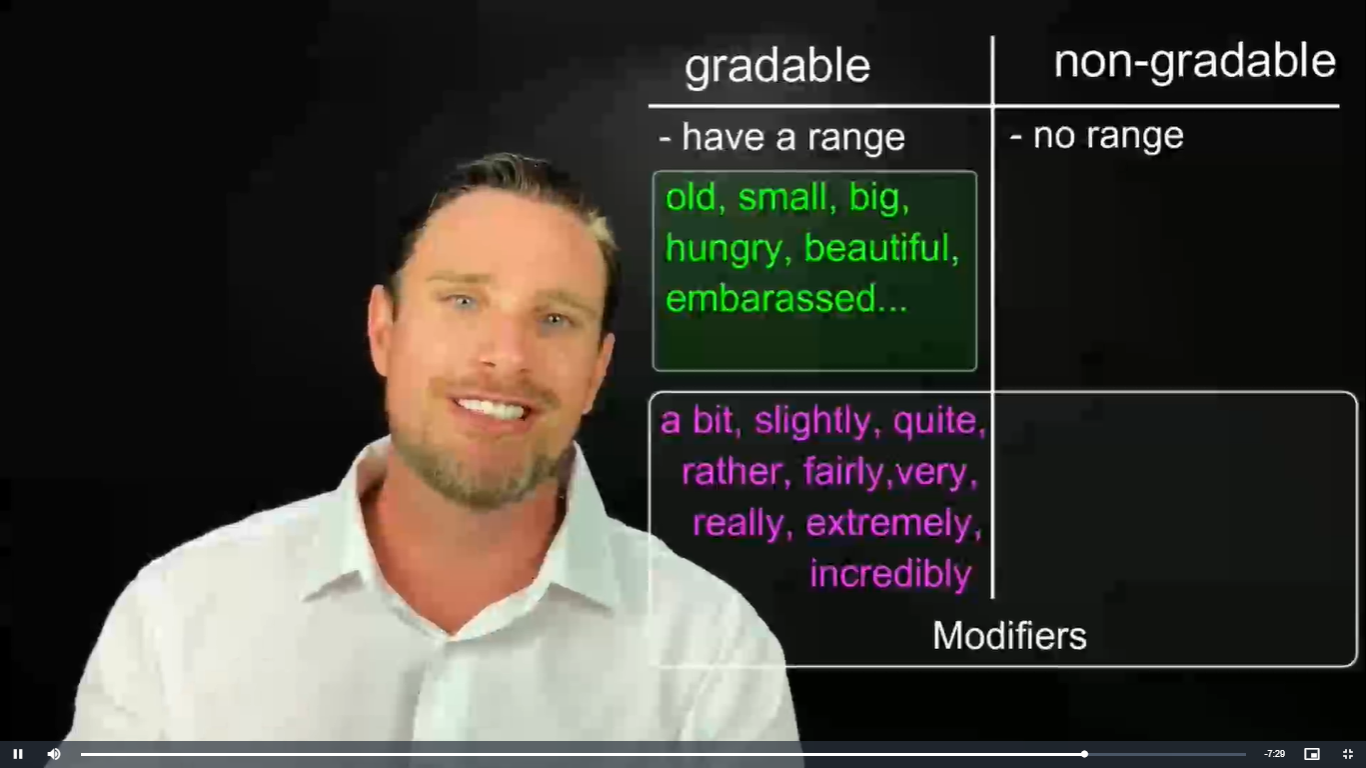 gradable
non-gradable
- have a range
- no range
old, small, big,
hungry, beautiful,
embarassed...
a bit, slightly, quite,
rather, fairly,very,
really, extremely,
incredibly
Modifiers
-7:29